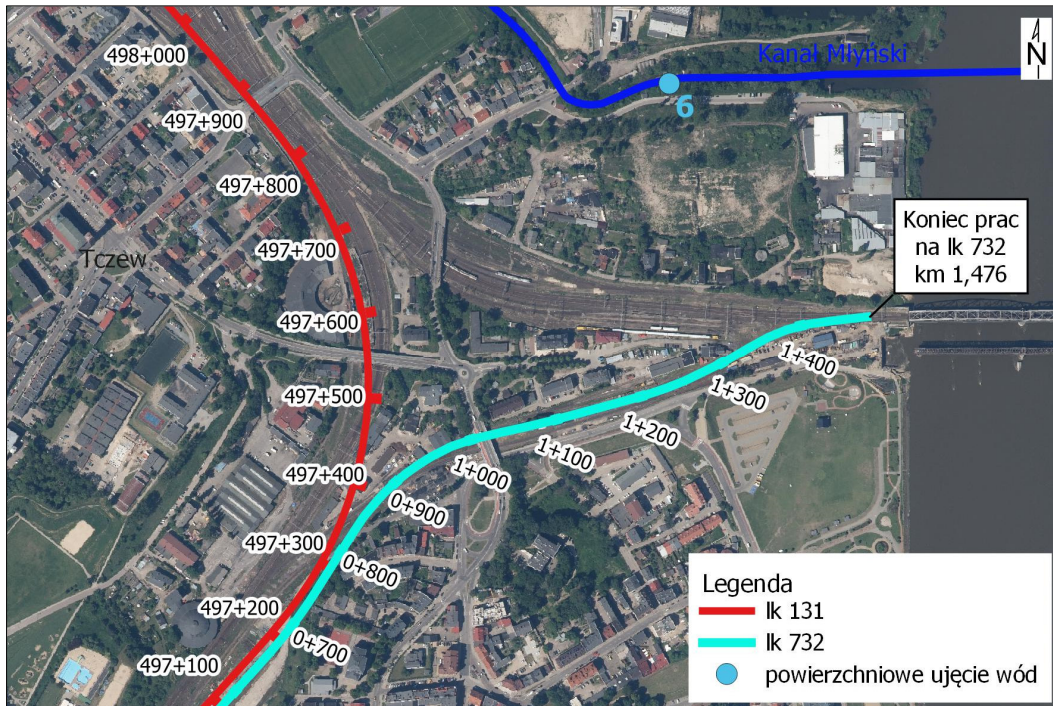 498+000
Kanał Młyński
N
6
497+900
497+800
Koniec prac
na lk 732
km 1,476
497+700
Tczew
497+600
1+400
497+500
1+300
1+200
1+100
1+000
497+400
0+900
497+300
0+800
497+200
0+700
497+100
Legenda
lk 131
lk 732
powierzchniowe ujęcie wód